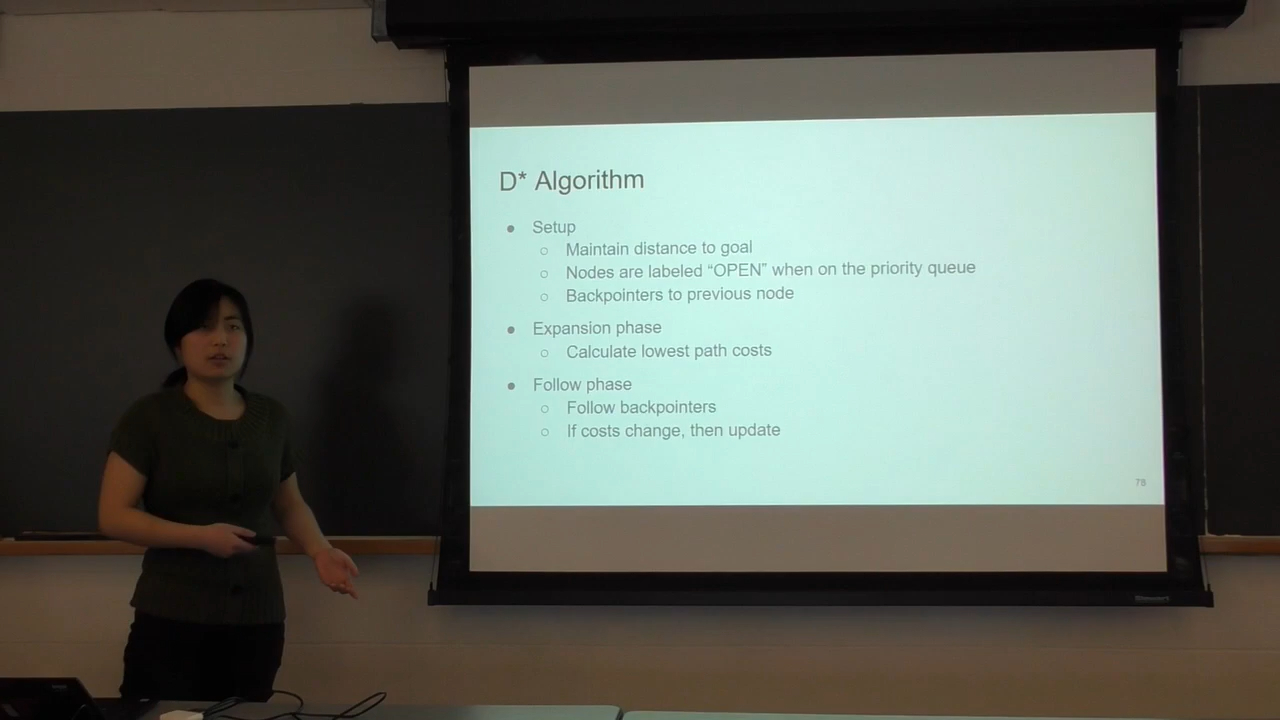 D* Algorithm
● Setup
○ Maintain distance to goal
○ Nodes are labeled “OPEN” when on the priority queue
○ Backpointers to previous node
● Expansion phase
○ Calculate lowest path costs
● Follow phase
○ Follow backpointers
○ If costs change, then update
78